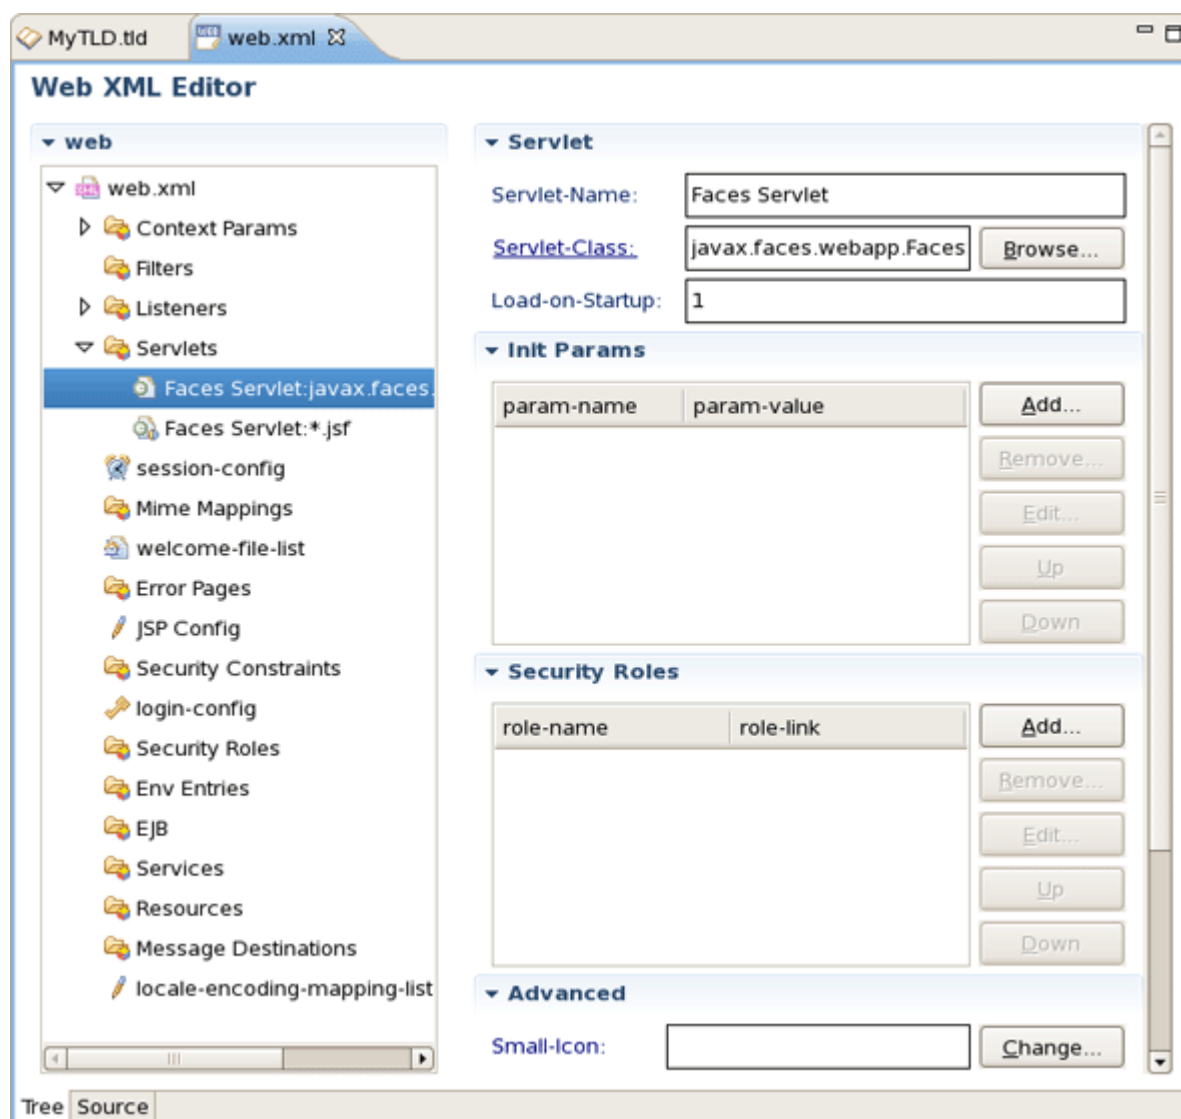 MyTLD.tld
web.xml
Web XML Editor
web
web.xml
Context Params
Filters
Listeners
Servlets
Faces Servlet:javax.faces.
Faces Servlet:*.jsf
session-config
Mime Mappings
welcome-file-list
Error Pages
JSP Config
Security Constraints
login-config
Security Roles
Env Entries
EJB
Services
Resources
Message Destinations
locale-encoding-mapping-list
Servlet
Servlet-Name: Faces Servlet
Servlet-Class: javax.faces.webapp.Faces Browse...
Load-on-Startup: 1
Init Params
param-name param-value
Add...
Remove...
Edit...
Up
Down
Security Roles
role-name role-link
Add...
Remove...
Edit...
Up
Down
Advanced
Small-Icon: Change...
Tree Source